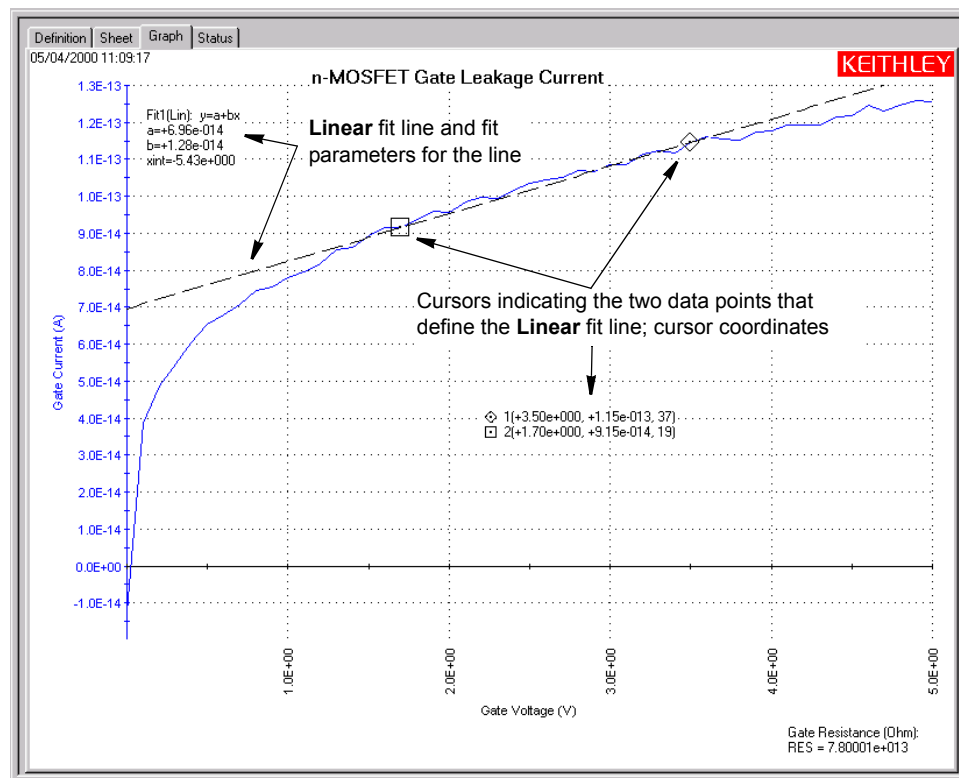 Definition Sheet Graph Status
05/04/2000 11:09:17
KEITHLEY
n-MOSFET Gate Leakage Current
1.3E-13
1.2E-13
1.1E-13
1.0E-13
9.0E-14
8.0E-14
7.0E-14
6.0E-14
5.0E-14
4.0E-14
3.0E-14
2.0E-14
1.0E-14
0.0E+00
-1.0E-14
Gate Current (A)
Fit1(Lin): y=a+bx
a=+6.96e-014
b=+1.28e-014
xint=-5.43e+000
Linear fit line and fit
parameters for the line
Cursors indicating the two data points that
define the Linear fit line; cursor coordinates
1(+3.50e+000, +1.15e-013, 37)
2(+1.70e+000, +9.15e-014, 19)
1.0E+00
2.0E+00
3.0E+00
4.0E+00
5.0E+00
Gate Voltage (V)
Gate Resistance (Ohm):
RES = 7.80001e+013